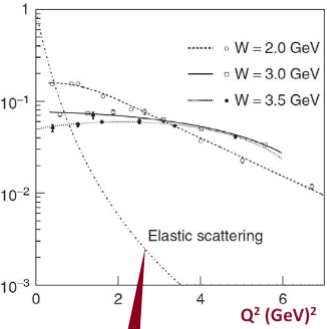 1
W = 2.0 GeV
W = 3.0 GeV
W = 3.5 GeV
10⁻¹
10⁻²
Elastic scattering
10⁻³
0 2 4 6
Q² (GeV)²